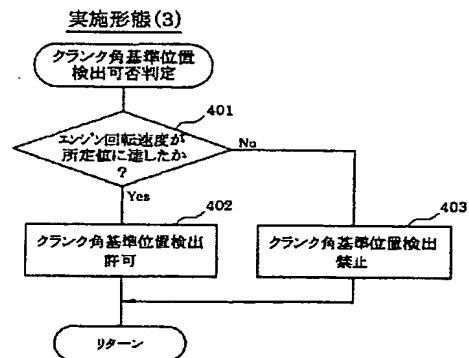 実施形態(3)
クランク角基準位置
検出可否判定
401
エンジン回転速度が
所定値に達したか
?
No
Yes
402
クランク角基準位置検出
許可
403
クランク角基準位置検出
禁止
リターン